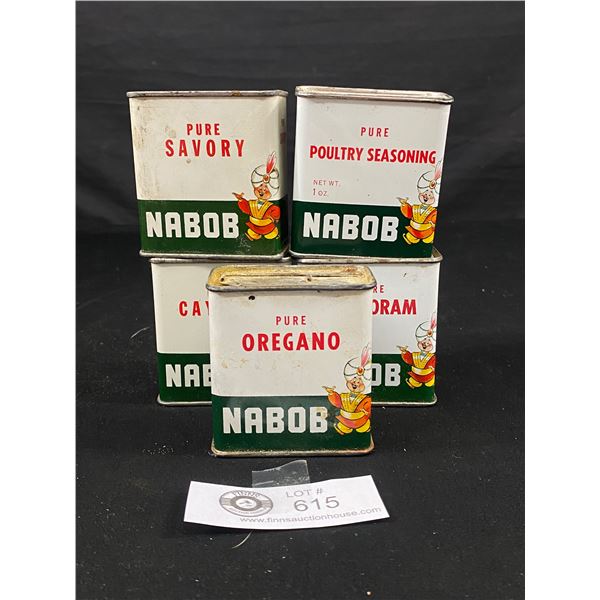 PURE
SAVORY
NABOB
PURE
POULTRY SEASONING
NET WT.
1 OZ.
NABOB
CAY
NAB
PURE
OREGANO
NABOB
RE
ORAM
OB
LOT # 615
www.finnsauctionhouse.com